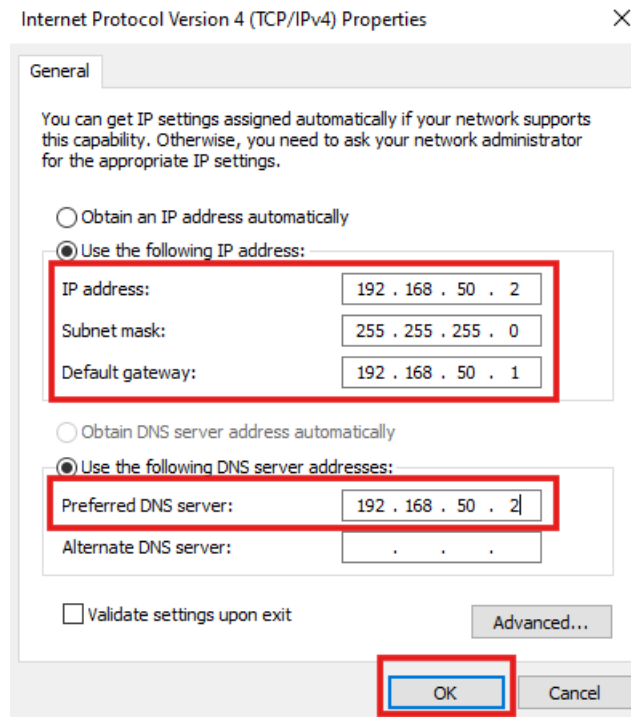 Internet Protocol Version 4 (TCP/IPv4) Properties
General
You can get IP settings assigned automatically if your network supports
this capability. Otherwise, you need to ask your network administrator
for the appropriate IP settings.
Obtain an IP address automatically
Use the following IP address:
IP address: 192 . 168 . 50 . 2
Subnet mask: 255 . 255 . 255 . 0
Default gateway: 192 . 168 . 50 . 1
Obtain DNS server address automatically
Use the following DNS server addresses:
Preferred DNS server: 192 . 168 . 50 . 2
Alternate DNS server: . . .
Validate settings upon exit
Advanced...
OK Cancel